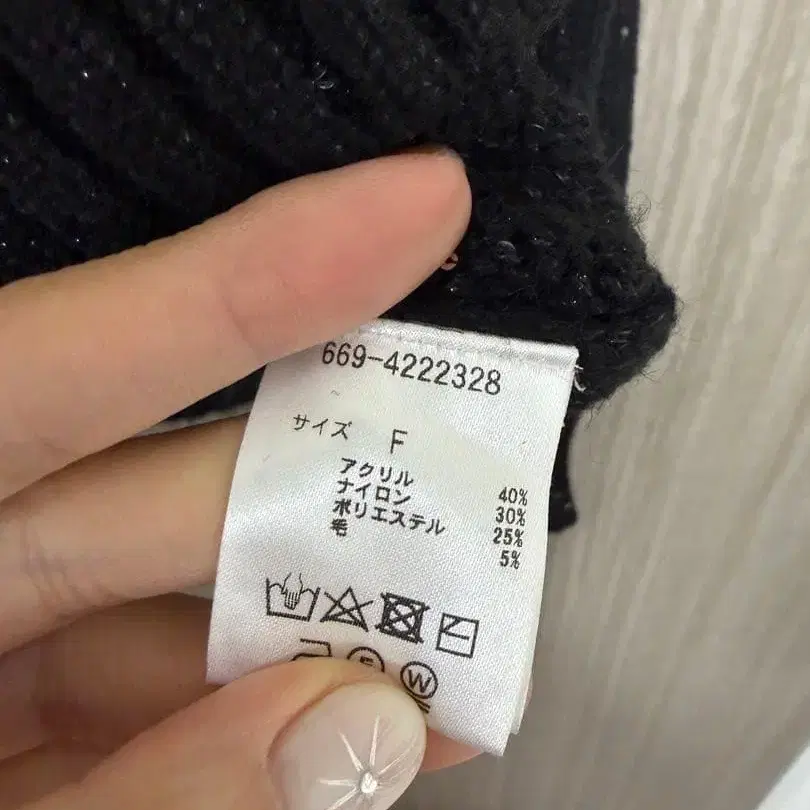 669-4222328
サイズ F
アクリル 40%
ナイロン 30%
ポリエステル 25%
毛 5%
W